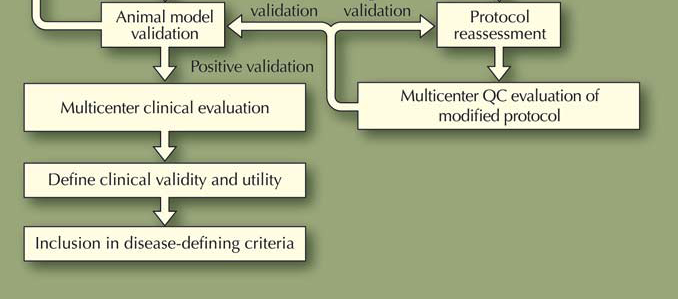 validation validation
Animal model
validation
Protocol
reassessment
Positive validation
Multicenter clinical evaluation
Multicenter QC evaluation of
modified protocol
Define clinical validity and utility
Inclusion in disease-defining criteria